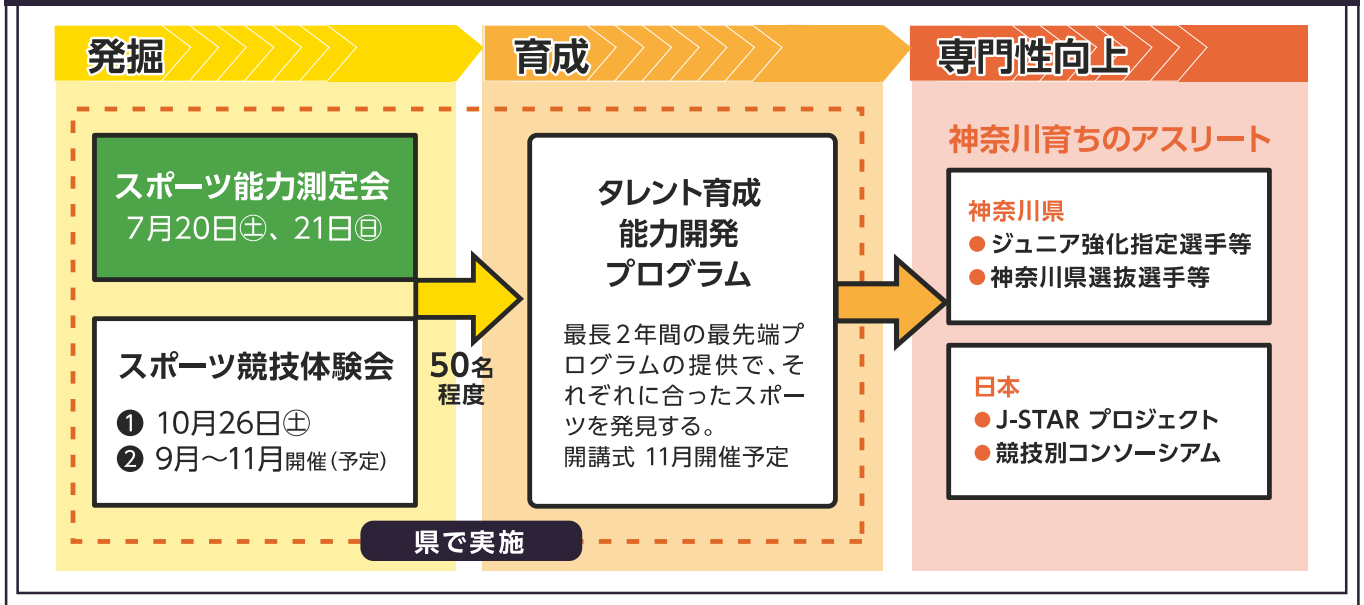 発掘
育成
専門性向上
スポーツ能力測定会
7月20日㊏、21日㊐
スポーツ競技体験会
❶ 10月26日㊏
❷ 9月～11月開催(予定)
50名
程度
タレント育成
能力開発
プログラム
最長2年間の最先端プ
ログラムの提供で、そ
れぞれに合ったスポー
ツを発見する。
開講式 11月開催予定
神奈川育ちのアスリート
神奈川県
● ジュニア強化指定選手等
● 神奈川県選抜選手等
日本
● J-STAR プロジェクト
● 競技別コンソーシアム
県で実施